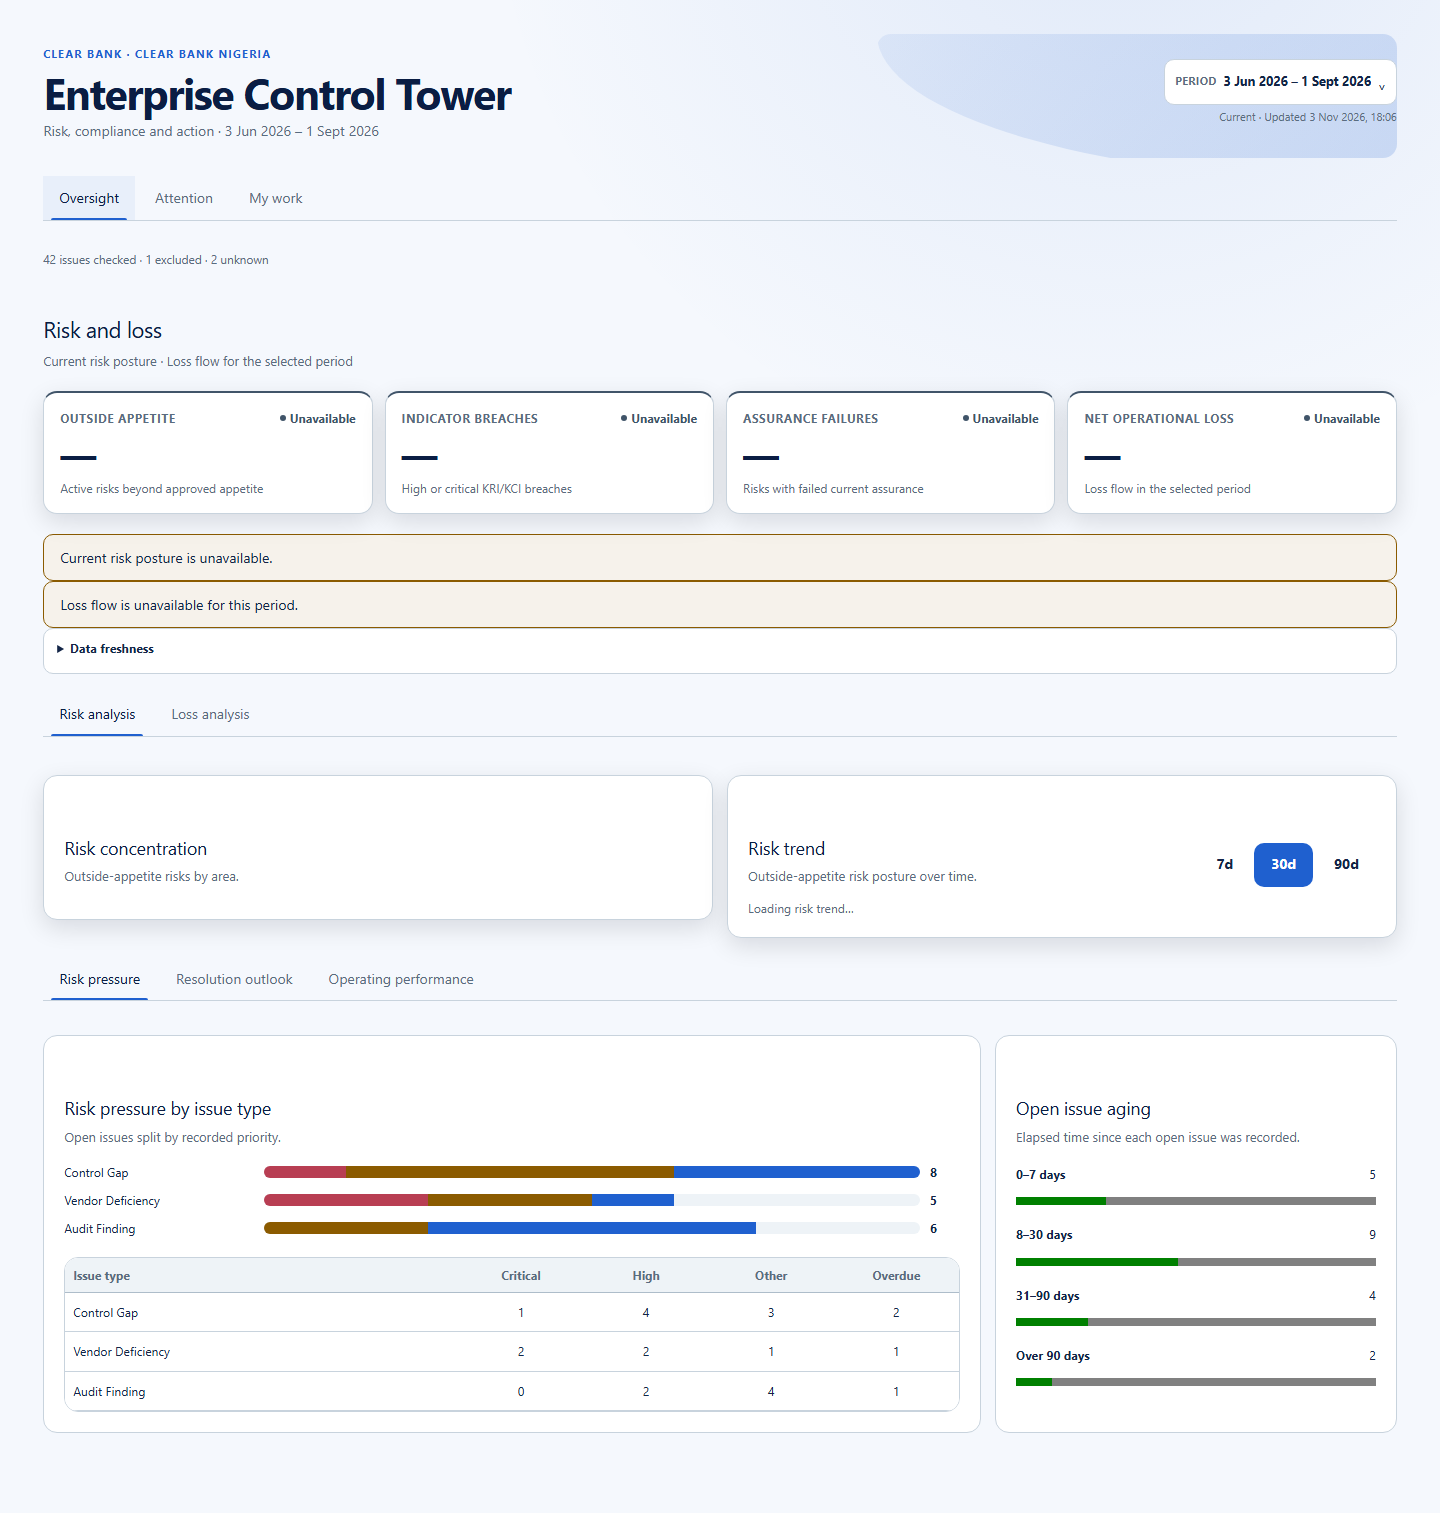 CLEAR BANK · CLEAR BANK NIGERIA
Enterprise Control Tower
Risk, compliance and action · 3 Jun 2026 – 1 Sept 2026
PERIOD 3 Jun 2026 – 1 Sept 2026 v
Current · Updated 3 Nov 2026, 18:06
Oversight Attention My work
42 issues checked · 1 excluded · 2 unknown
Risk and loss
Current risk posture · Loss flow for the selected period
OUTSIDE APPETITE • Unavailable
—
Active risks beyond approved appetite
INDICATOR BREACHES • Unavailable
—
High or critical KRI/KCI breaches
ASSURANCE FAILURES • Unavailable
—
Risks with failed current assurance
NET OPERATIONAL LOSS • Unavailable
—
Loss flow in the selected period
Current risk posture is unavailable.
Loss flow is unavailable for this period.
▶ Data freshness
Risk analysis Loss analysis
Risk concentration
Outside-appetite risks by area.
Risk trend
Outside-appetite risk posture over time.
7d 30d 90d
Loading risk trend...
Risk pressure Resolution outlook Operating performance
Risk pressure by issue type
Open issues split by recorded priority.
Control Gap 8
Vendor Deficiency 5
Audit Finding 6
Issue type Critical High Other Overdue
Control Gap 1 4 3 2
Vendor Deficiency 2 2 1 1
Audit Finding 0 2 4 1
Open issue aging
Elapsed time since each open issue was recorded.
0–7 days 5
8–30 days 9
31–90 days 4
Over 90 days 2